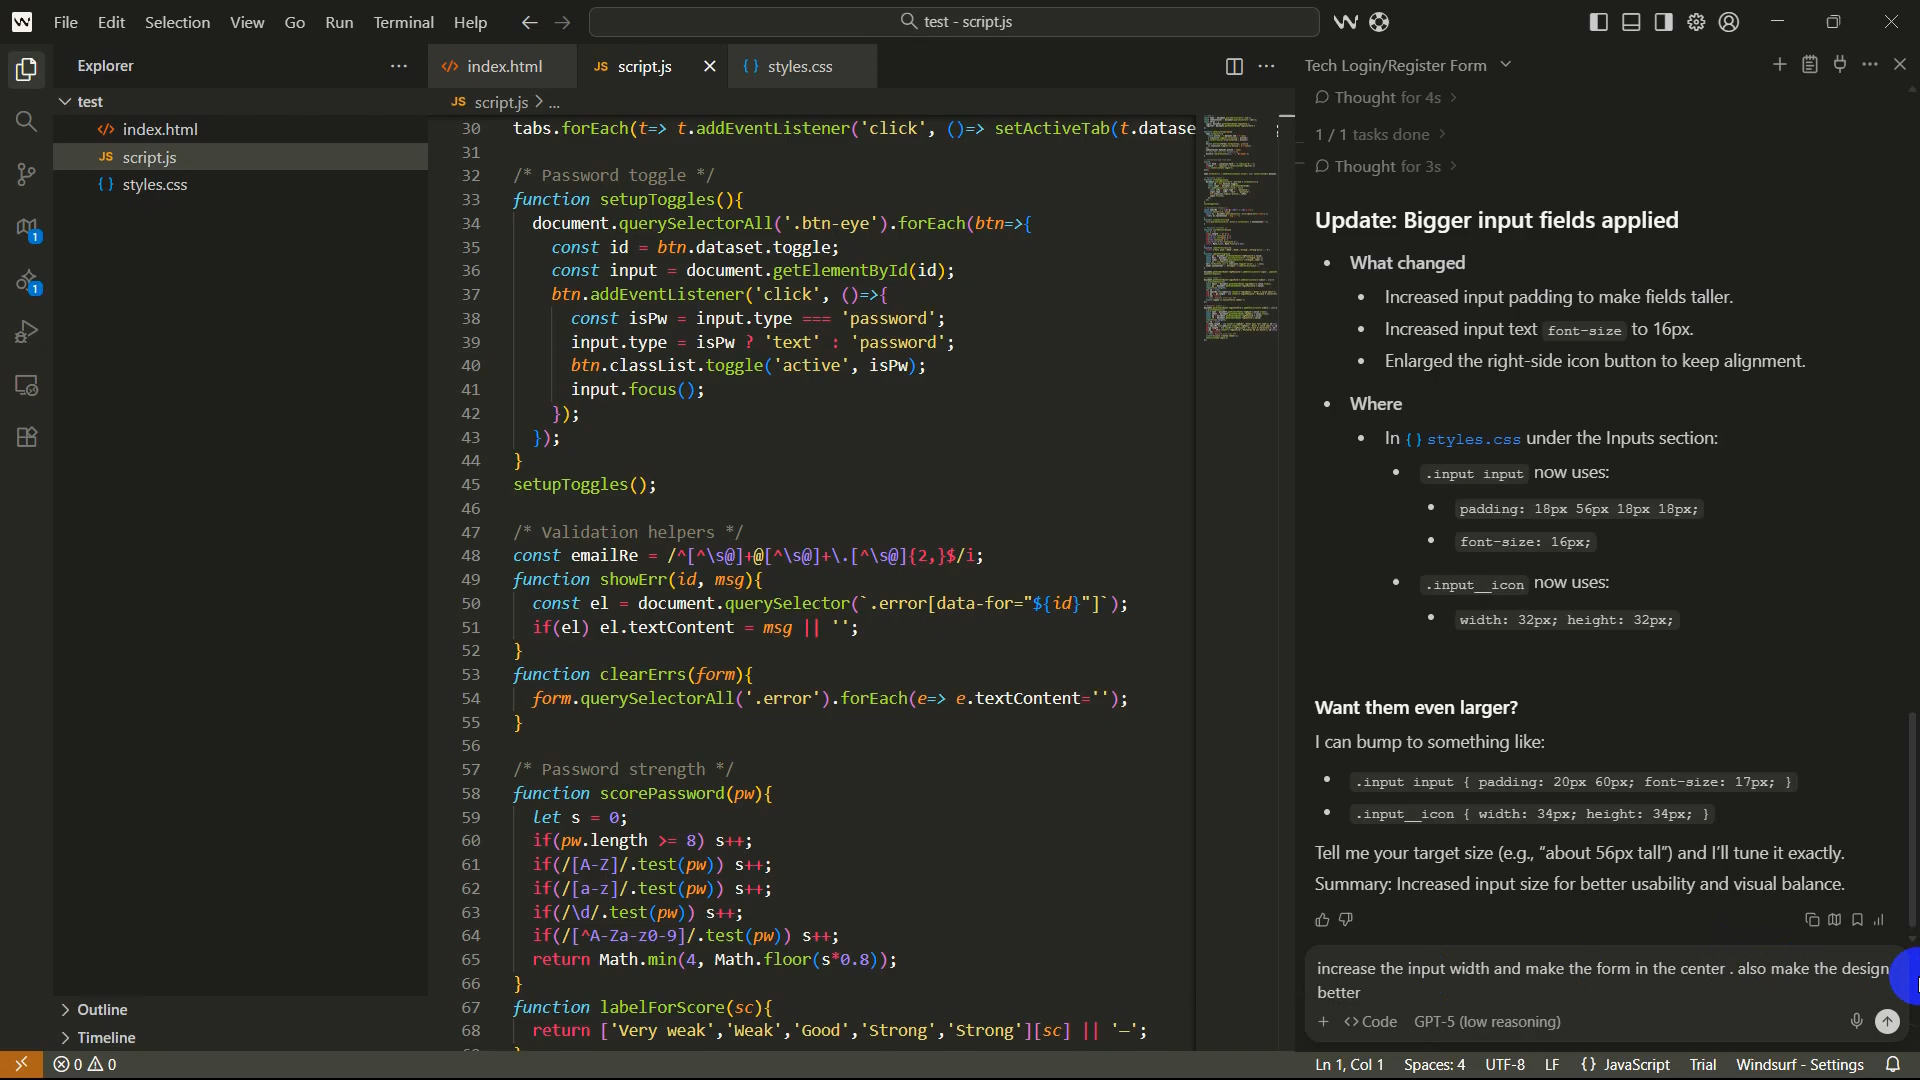 File Edit Selection View Go Run Terminal Help
test - script.js
Explorer
index.html
JS script.js
{} styles.css
Tech Login/Register Form
test
JS script.js > ...
</> index.html
JS script.js
{} styles.css
30 tabs.forEach(t=> t.addEventListener('click', ()=> setActiveTab(t.datase
31
32 /* Password toggle */
33 function setupToggles(){
34 document.querySelectorAll('.btn-eye').forEach(btn=>{
35 const id = btn.dataset.toggle;
36 const input = document.getElementById(id);
37 btn.addEventListener('click', ()=>{
38 const isPw = input.type === 'password';
39 input.type = isPw ? 'text' : 'password';
40 btn.classList.toggle('active', isPw);
41 input.focus();
42 });
43 });
44 }
45 setupToggles();
46
47 /* Validation helpers */
48 const emailRe = /^[^\s@]+@[^\s@]+\.[^\s@]{2,}$/i;
49 function showErr(id, msg){
50 const el = document.querySelector(`.error[data-for="${id}"]`);
51 if(el) el.textContent = msg || '';
52 }
53 function clearErrs(form){
54 form.querySelectorAll('.error').forEach(e=> e.textContent='');
55 }
56
57 /* Password strength */
58 function scorePassword(pw){
59 let s = 0;
60 if(pw.length >= 8) s++;
61 if(/[A-Z]/.test(pw)) s++;
62 if(/[a-z]/.test(pw)) s++;
63 if(/\d/.test(pw)) s++;
64 if(/[^A-Za-z0-9]/.test(pw)) s++;
65 return Math.min(4, Math.floor(s*0.8));
66 }
67 function labelForScore(sc){
68 return ['Very weak','Weak','Good','Strong','Strong'][sc] || '—';
Thought for 4s
1 / 1 tasks done
Thought for 3s
Update: Bigger input fields applied
• What changed
• Increased input padding to make fields taller.
• Increased input text font-size to 16px.
• Enlarged the right-side icon button to keep alignment.
• Where
• In {} styles.css under the Inputs section:
• .input input now uses:
• padding: 18px 56px 18px 18px;
• font-size: 16px;
• .input__icon now uses:
• width: 32px; height: 32px;
Want them even larger?
I can bump to something like:
• .input input { padding: 20px 60px; font-size: 17px; }
• .input__icon { width: 34px; height: 34px; }
Tell me your target size (e.g., “about 56px tall”) and I’ll tune it exactly.
Summary: Increased input size for better usability and visual balance.
increase the input width and make the form in the center . also make the design
better
+ <> Code GPT-5 (low reasoning)
1
1
Outline
Timeline
0 0
Ln 1, Col 1 Spaces: 4 UTF-8 LF {} JavaScript Trial Windsurf - Settings